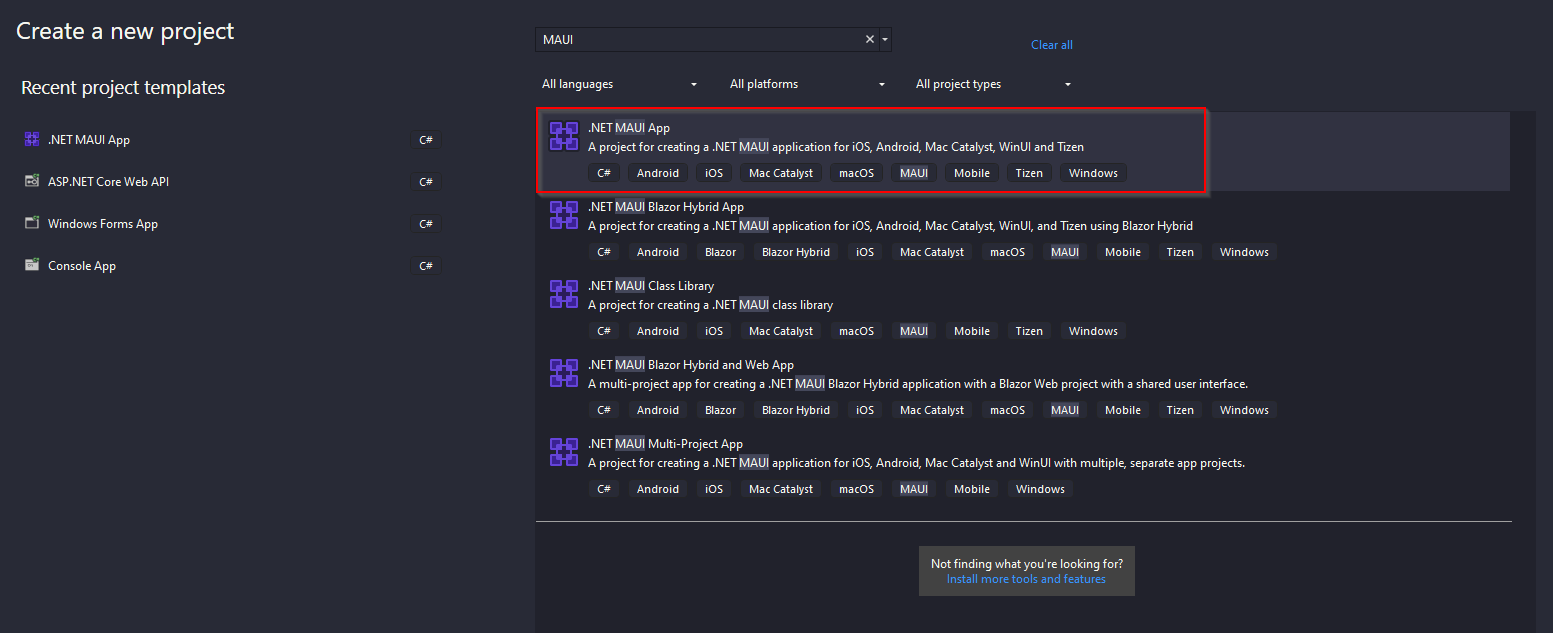 Create a new project
Recent project templates
.NET MAUI App C#
ASP.NET Core Web API C#
Windows Forms App C#
Console App C#
MAUI
Clear all
All languages All platforms All project types
.NET MAUI App
A project for creating a .NET MAUI application for iOS, Android, Mac Catalyst, WinUI and Tizen
C# Android iOS Mac Catalyst macOS MAUI Mobile Tizen Windows
.NET MAUI Blazor Hybrid App
A project for creating a .NET MAUI application for iOS, Android, Mac Catalyst, WinUI, and Tizen using Blazor Hybrid
C# Android Blazor Blazor Hybrid iOS Mac Catalyst macOS MAUI Mobile Tizen Windows
.NET MAUI Class Library
A project for creating a .NET MAUI class library
C# Android iOS Mac Catalyst macOS MAUI Mobile Tizen Windows
.NET MAUI Blazor Hybrid and Web App
A multi-project app for creating a .NET MAUI Blazor Hybrid application with a Blazor Web project with a shared user interface.
C# Android Blazor Blazor Hybrid iOS Mac Catalyst macOS MAUI Mobile Tizen Windows
.NET MAUI Multi-Project App
A project for creating a .NET MAUI application for iOS, Android, Mac Catalyst and WinUI with multiple, separate app projects.
C# Android iOS Mac Catalyst macOS MAUI Mobile Windows
Not finding what you're looking for?
Install more tools and features